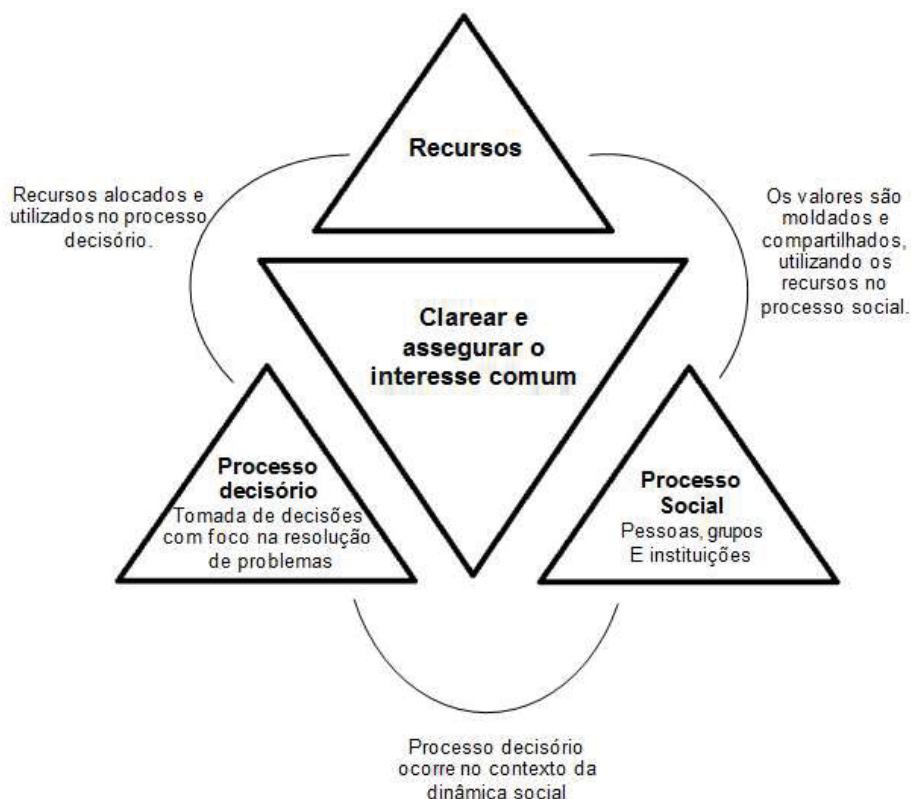 Recursos
Recursos alocados e
utilizados no processo
decisório.
Os valores são
moldados e
compartilhados,
utilizando os
recursos no
processo social.
Clarear e
assegurar o
interesse comum
Processo
decisório
Tomada de decisões
com foco na resolução
de problemas
Processo
Social
Pessoas, grupos
E instituições
Processo decisório
ocorre no contexto da
dinâmica social